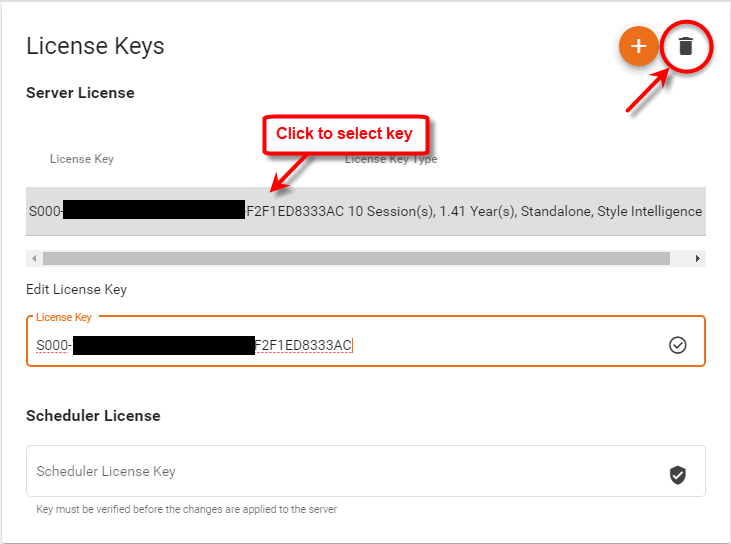 License Keys
Server License
Click to select key
License Key License Key Type
S000- -F2F1ED8333AC 10 Session(s), 1.41 Year(s), Standalone, Style Intelligence
Edit License Key
License Key
S000- F2F1ED8333AC
Scheduler License
Scheduler License Key
Key must be verified before the changes are applied to the server